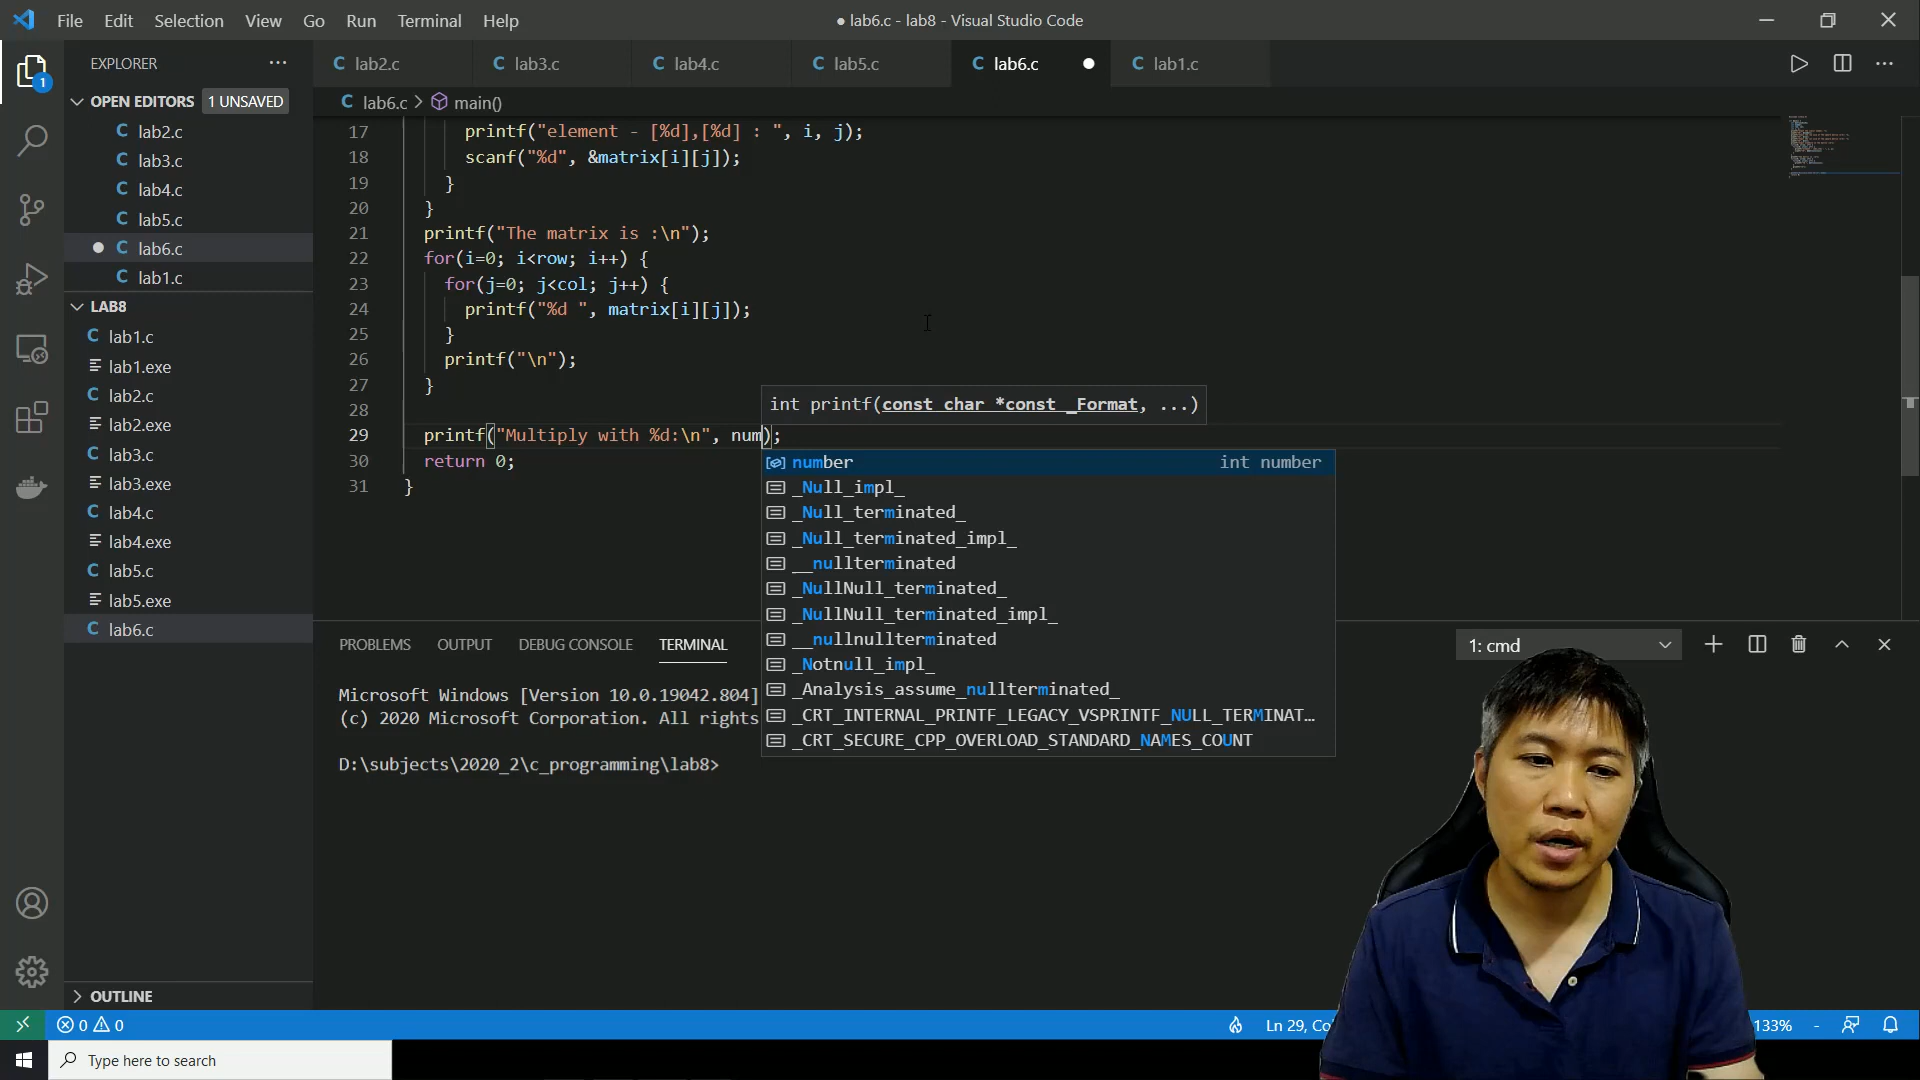 File Edit Selection View Go Run Terminal Help
● lab6.c - lab8 - Visual Studio Code
EXPLORER
lab2.c lab3.c lab4.c lab5.c lab6.c lab1.c
OPEN EDITORS 1 UNSAVED
lab2.c
lab3.c
lab4.c
lab5.c
lab6.c
lab1.c
LAB8
lab1.c
lab1.exe
lab2.c
lab2.exe
lab3.c
lab3.exe
lab4.c
lab4.exe
lab5.c
lab5.exe
lab6.c
OUTLINE
lab6.c > main()
17 printf("element - [%d],[%d] : ", i, j);
18 scanf("%d", &matrix[i][j]);
19 }
20 }
21 printf("The matrix is :\n");
22 for(i=0; i<row; i++) {
23 for(j=0; j<col; j++) {
24 printf("%d ", matrix[i][j]);
25 }
26 printf("\n");
27 }
28
29 printf("Multiply with %d:\n", num);
30 return 0;
31 }
int printf(const char *const _Format, ...)
number int number
_Null_impl_
_Null_terminated_
_Null_terminated_impl_
__nullterminated
_NullNull_terminated_
_NullNull_terminated_impl_
__nullnullterminated
_Notnull_impl_
_Analysis_assume_nullterminated_
_CRT_INTERNAL_PRINTF_LEGACY_VSPRINTF_NULL_TERMINAT...
_CRT_SECURE_CPP_OVERLOAD_STANDARD_NAMES_COUNT
PROBLEMS OUTPUT DEBUG CONSOLE TERMINAL
1: cmd
Microsoft Windows [Version 10.0.19042.804]
(c) 2020 Microsoft Corporation. All rights
D:\subjects\2020_2\c_programming\lab8>
0 0
Ln 29, Co
133%
Type here to search